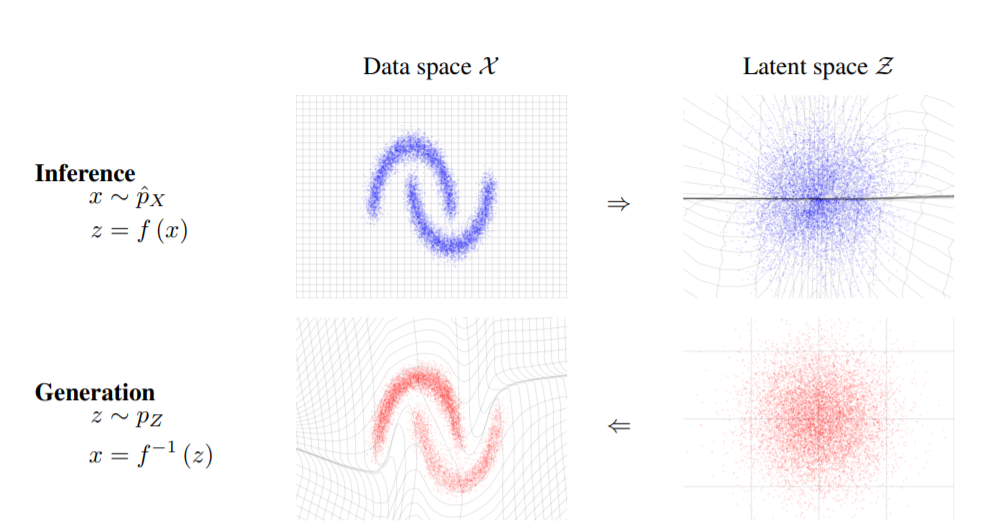 Data space 𝒳
Latent space 𝒵
Inference
x ∼ p̂_X
z = f (x)
⇒
Generation
z ∼ p_Z
x = f⁻¹ (z)
⇐